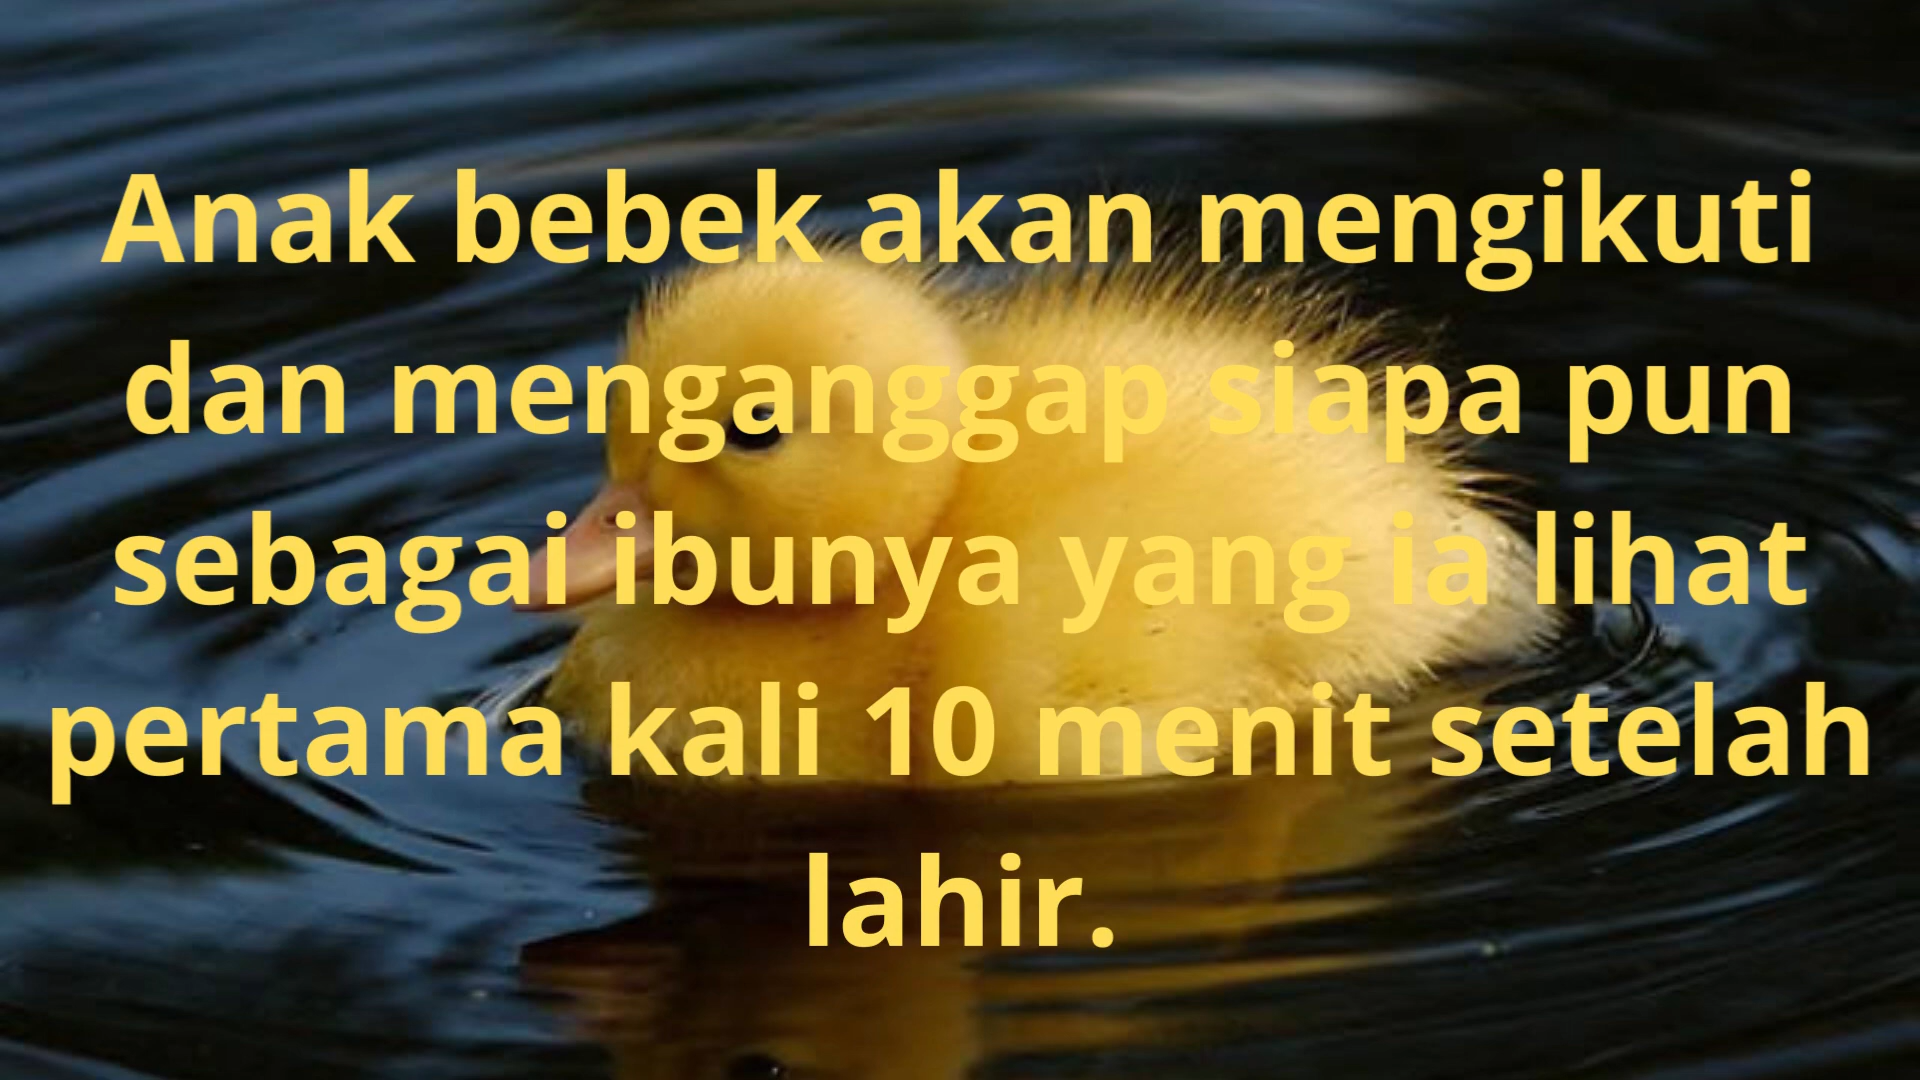 Anak bebek akan mengikuti
dan menganggap siapa pun
sebagai ibunya yang ia lihat
pertama kali 10 menit setelah
lahir.